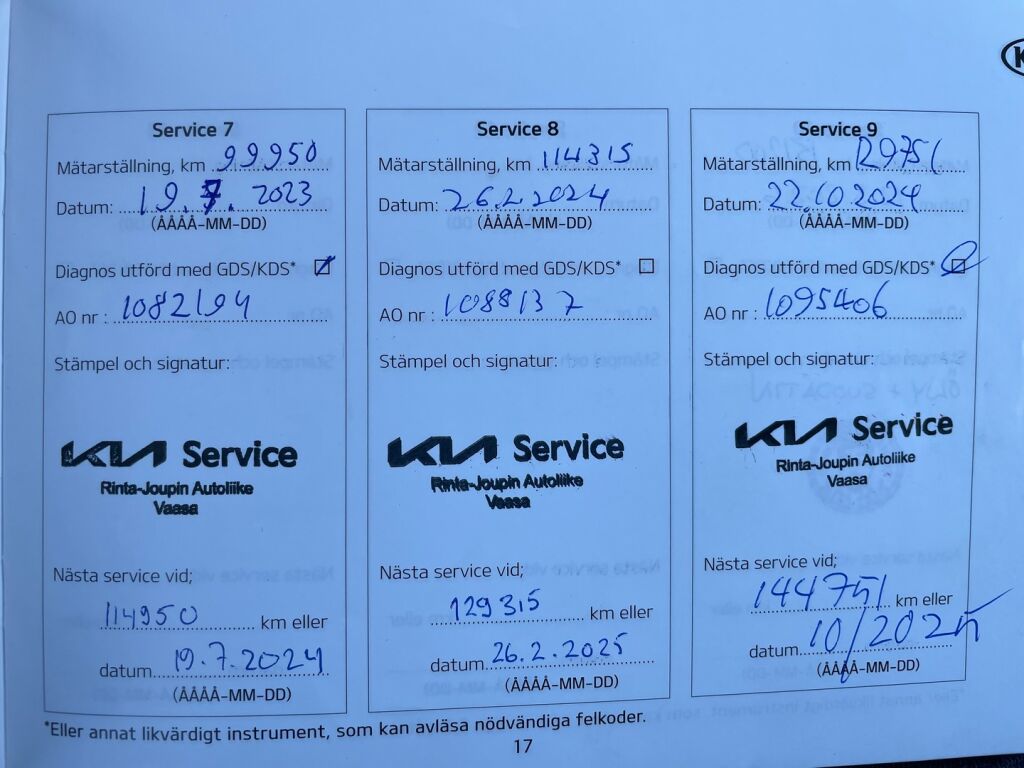 K
Service 7
Mätarställning, km 99950
Datum: 19.7. 2023
(ÅÅÅÅ-MM-DD)
Diagnos utförd med GDS/KDS*
AO nr : 1082194
Stämpel och signatur:
KIA Service
Rinta-Joupin Autoliike
Vaasa
Nästa service vid;
114950 km eller
datum 19.7.2024
(ÅÅÅÅ-MM-DD)
Service 8
Mätarställning, km 114315
Datum: 26.2.2024
(ÅÅÅÅ-MM-DD)
Diagnos utförd med GDS/KDS*
AO nr : 1088137
Stämpel och signatur:
KIA Service
Rinta-Joupin Autoliike
Vaasa
Nästa service vid;
129315 km eller
datum 26.2.2025
(ÅÅÅÅ-MM-DD)
Service 9
Mätarställning, km 129751
Datum: 22.10.2024
(ÅÅÅÅ-MM-DD)
Diagnos utförd med GDS/KDS*
AO nr : 1095406
Stämpel och signatur:
KIA Service
Rinta-Joupin Autoliike
Vaasa
Nästa service vid;
144751 km eller
datum 10/2025
(ÅÅÅÅ-MM-DD)
*Eller annat likvärdigt instrument, som kan avläsa nödvändiga felkoder.
17